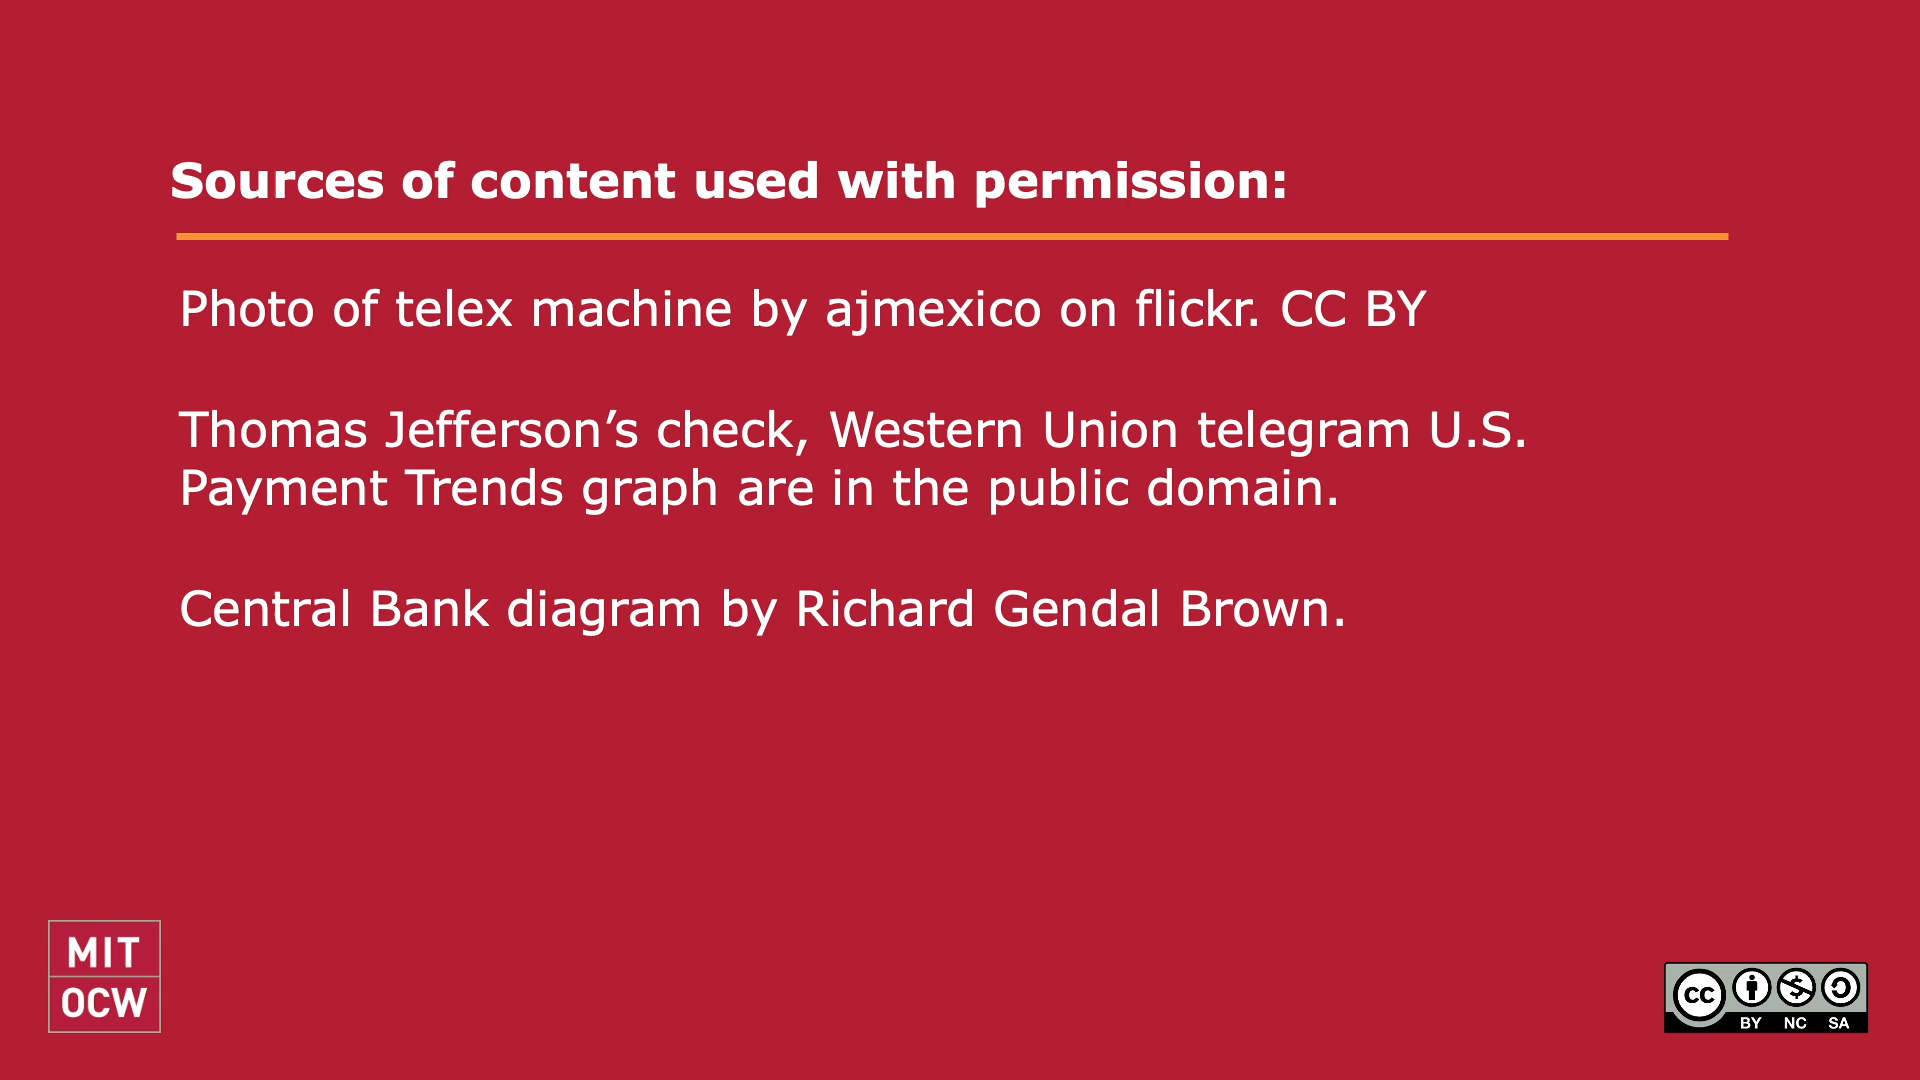 Sources of content used with permission:
Photo of telex machine by ajmexico on flickr. CC BY
Thomas Jefferson’s check, Western Union telegram U.S.
Payment Trends graph are in the public domain.
Central Bank diagram by Richard Gendal Brown.
MIT
OCW
cc
BY NC SA